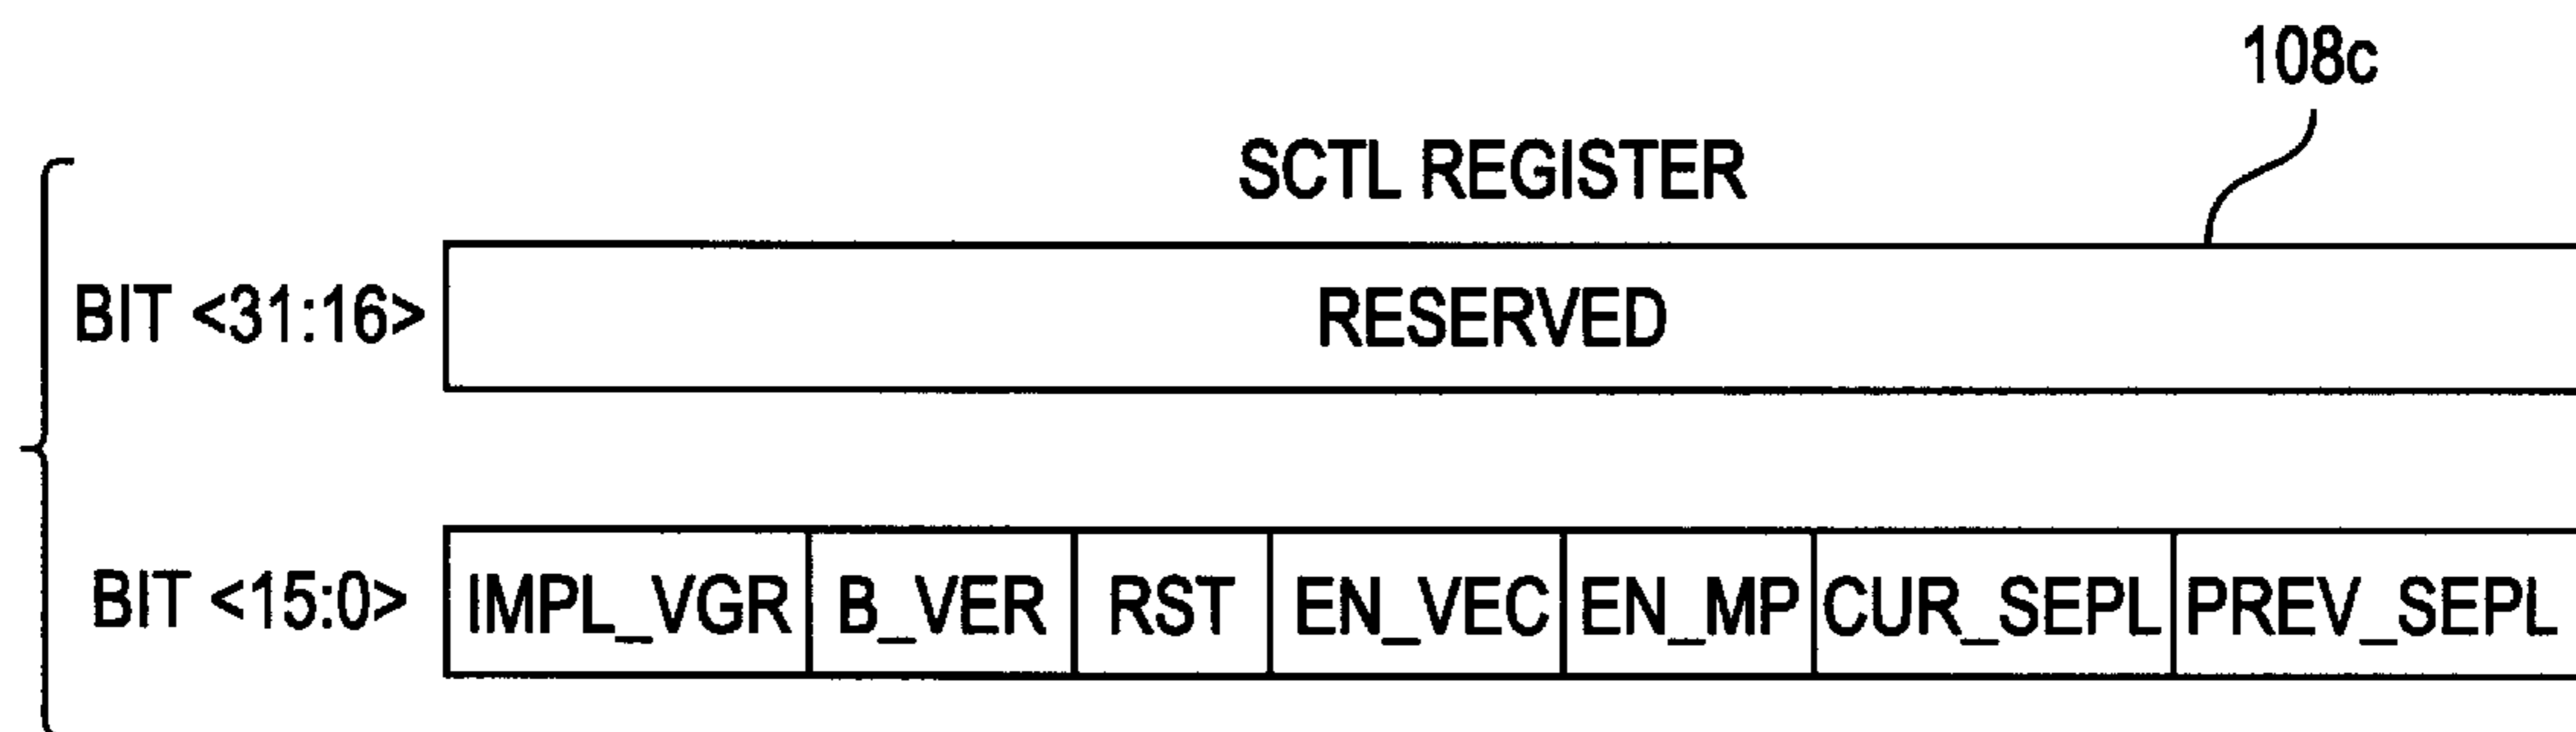 108c
SCTL REGISTER
BIT <31:16> RESERVED
BIT <15:0> IMPL_VGR B_VER RST EN_VEC EN_MP CUR_SEPL PREV_SEPL